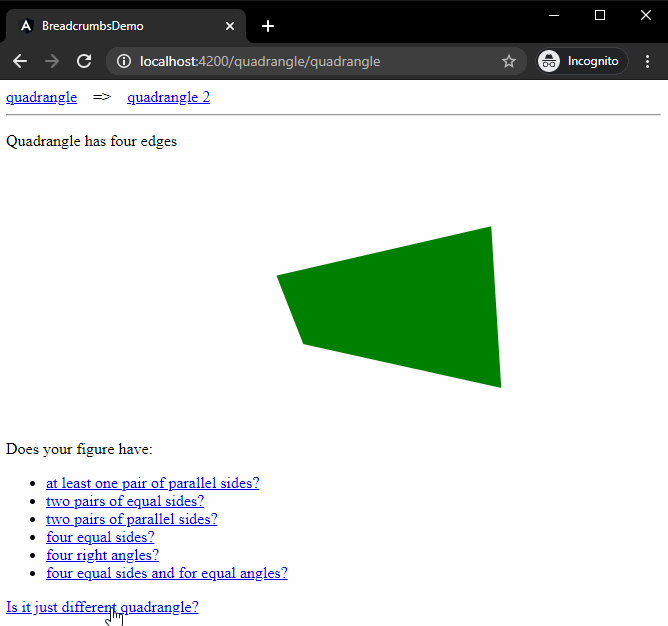 BreadcrumbsDemo
localhost:4200/quadrangle/quadrangle Incognito
quadrangle => quadrangle 2
Quadrangle has four edges
Does your figure have:
at least one pair of parallel sides?
two pairs of equal sides?
two pairs of parallel sides?
four equal sides?
four right angles?
four equal sides and for equal angles?
Is it just different quadrangle?